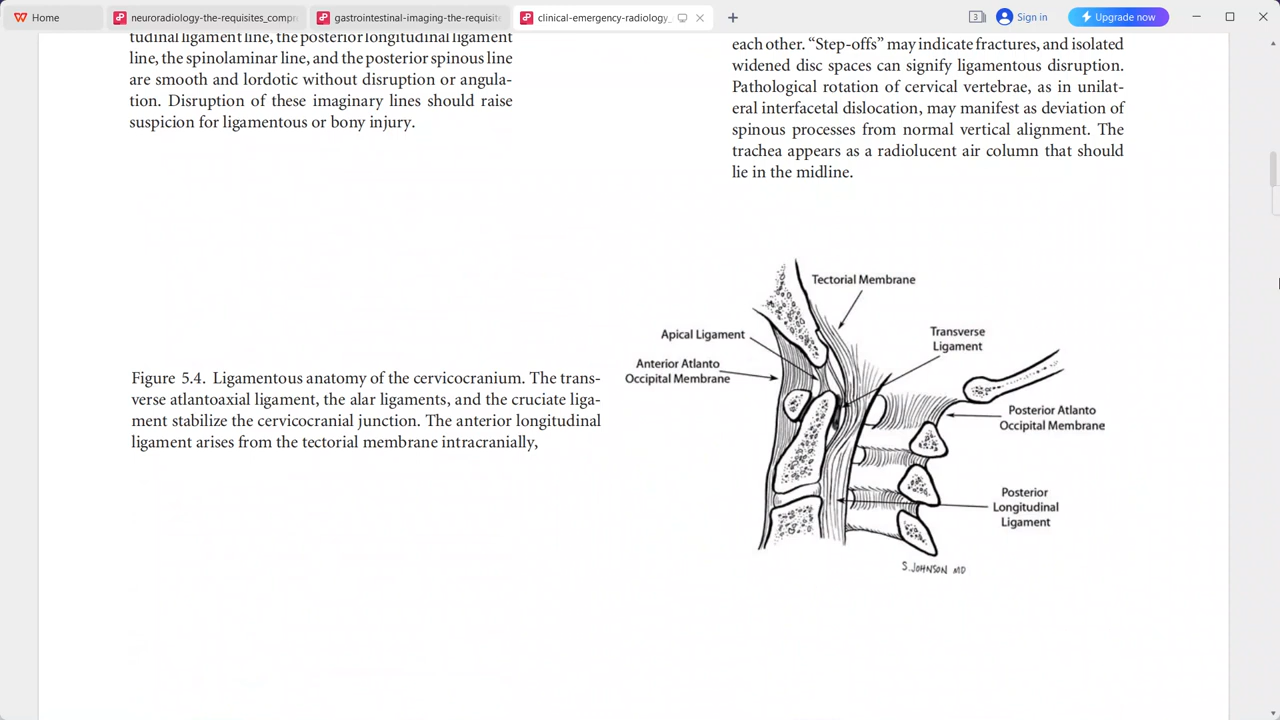 Home
neuroradiology-the-requisites_compr
gastrointestinal-imaging-the-requisite
clinical-emergency-radiology_
3
Sign in
Upgrade now
tudinal ligament line, the posterior longitudinal ligament
line, the spinolaminar line, and the posterior spinous line
are smooth and lordotic without disruption or angula-
tion. Disruption of these imaginary lines should raise
suspicion for ligamentous or bony injury.
each other. “Step-offs” may indicate fractures, and isolated
widened disc spaces can signify ligamentous disruption.
Pathological rotation of cervical vertebrae, as in unilat-
eral interfacetal dislocation, may manifest as deviation of
spinous processes from normal vertical alignment. The
trachea appears as a radiolucent air column that should
lie in the midline.
Figure 5.4. Ligamentous anatomy of the cervicocranium. The trans-
verse atlantoaxial ligament, the alar ligaments, and the cruciate liga-
ment stabilize the cervicocranial junction. The anterior longitudinal
ligament arises from the tectorial membrane intracranially,
Tectorial Membrane
Apical Ligament
Transverse
Ligament
Anterior Atlanto
Occipital Membrane
Posterior Atlanto
Occipital Membrane
Posterior
Longitudinal
Ligament
S. JOHNSON MD